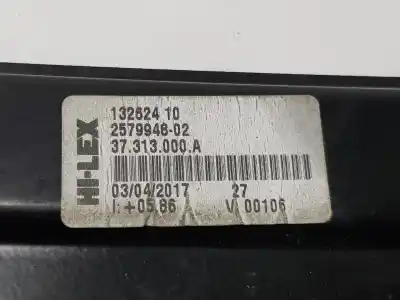 HI-LEX
132624 10
2579948-02
37.313.000.A
03/04/2017 27
I: +05.86 V: 00106